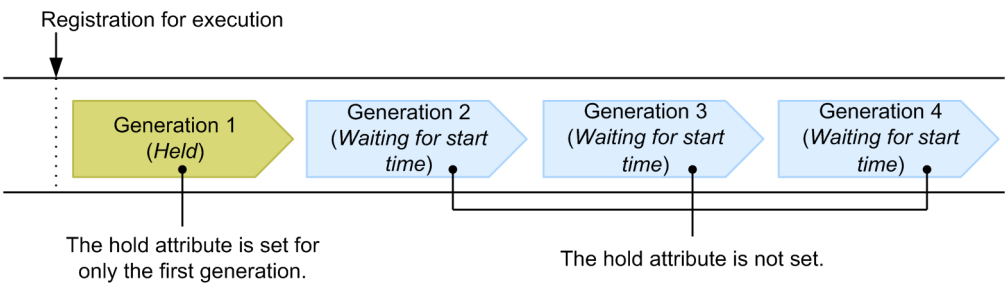 Registration for execution
Generation 1
(Held)
Generation 2
(Waiting for start
time)
Generation 3
(Waiting for start
time)
Generation 4
(Waiting for start
time)
The hold attribute is set for
only the first generation.
The hold attribute is not set.